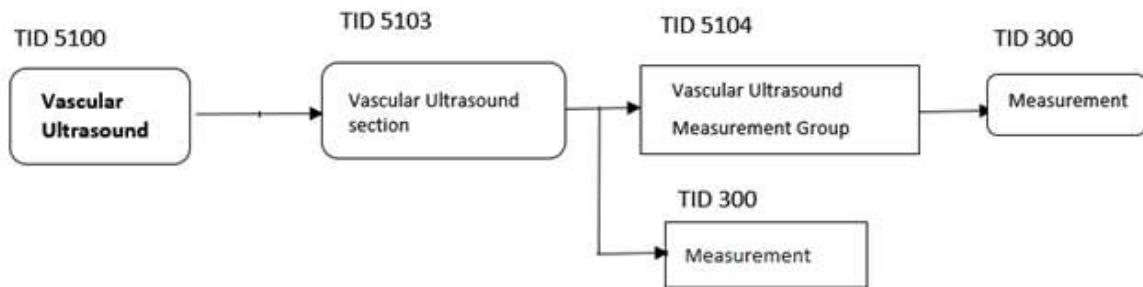 TID 5100
TID 5103
TID 5104
TID 300
Vascular
Ultrasound
Vascular Ultrasound
section
Vascular Ultrasound
Measurement Group
Measurement
TID 300
Measurement